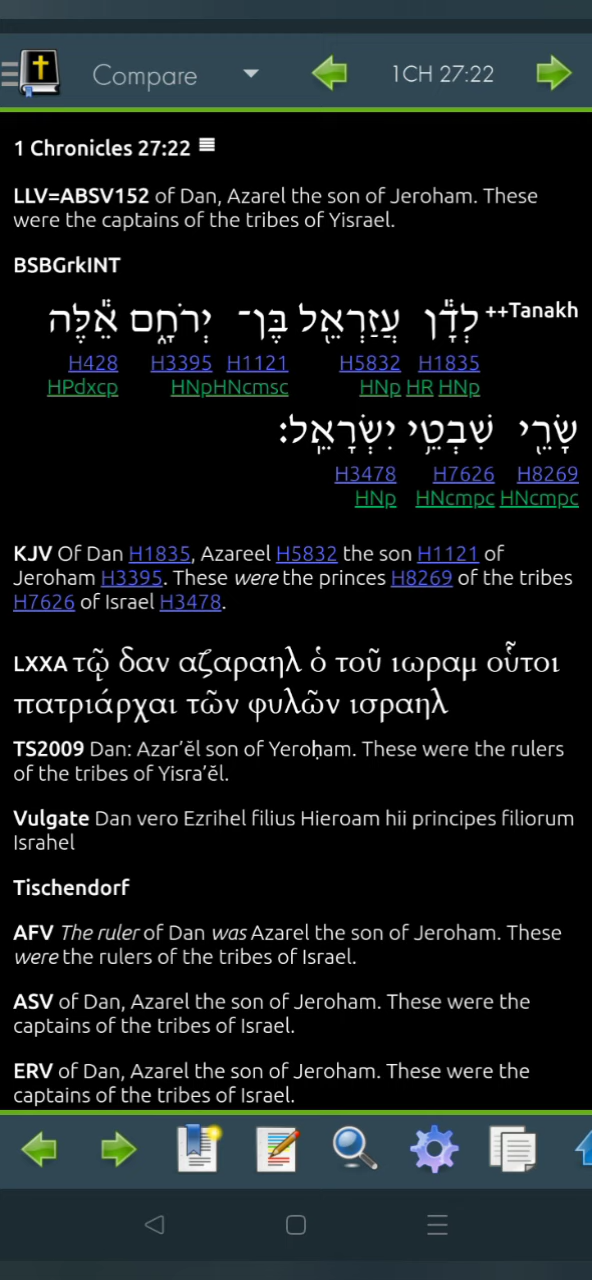 Compare
1CH 27:22
1 Chronicles 27:22
LLV=ABSV152 of Dan, Azarel the son of Jeroham. These
were the captains of the tribes of Yisrael.
BSBGrkINT
++Tanakh לְדָ֕ן עֲזַרְאֵ֖ל בֶּן־ יְרֹחָ֑ם אֵ֕לֶּה
H1835 H5832 H1121 H3395 H428
HNp HR HNp HNcmsc HNp HPdxcp
שָׂרֵ֖י שִׁבְטֵ֥י יִשְׂרָאֵֽל׃
H8269 H7626 H3478
HNcmpc HNcmpc HNp
KJV Of Dan H1835, Azareel H5832 the son H1121 of
Jeroham H3395. These were the princes H8269 of the tribes
H7626 of Israel H3478.
LXXA τῷ δαν αζαραηλ ὁ τοῦ ιωραμ οὗτοι
πατριάρχαι τῶν φυλῶν ισραηλ
TS2009 Dan: Azar’ĕl son of Yeroḥam. These were the rulers
of the tribes of Yisra’ĕl.
Vulgate Dan vero Ezrihel filius Hieroam hii principes filiorum
Israhel
Tischendorf
AFV The ruler of Dan was Azarel the son of Jeroham. These
were the rulers of the tribes of Israel.
ASV of Dan, Azarel the son of Jeroham. These were the
captains of the tribes of Israel.
ERV of Dan, Azarel the son of Jeroham. These were the
captains of the tribes of Israel.